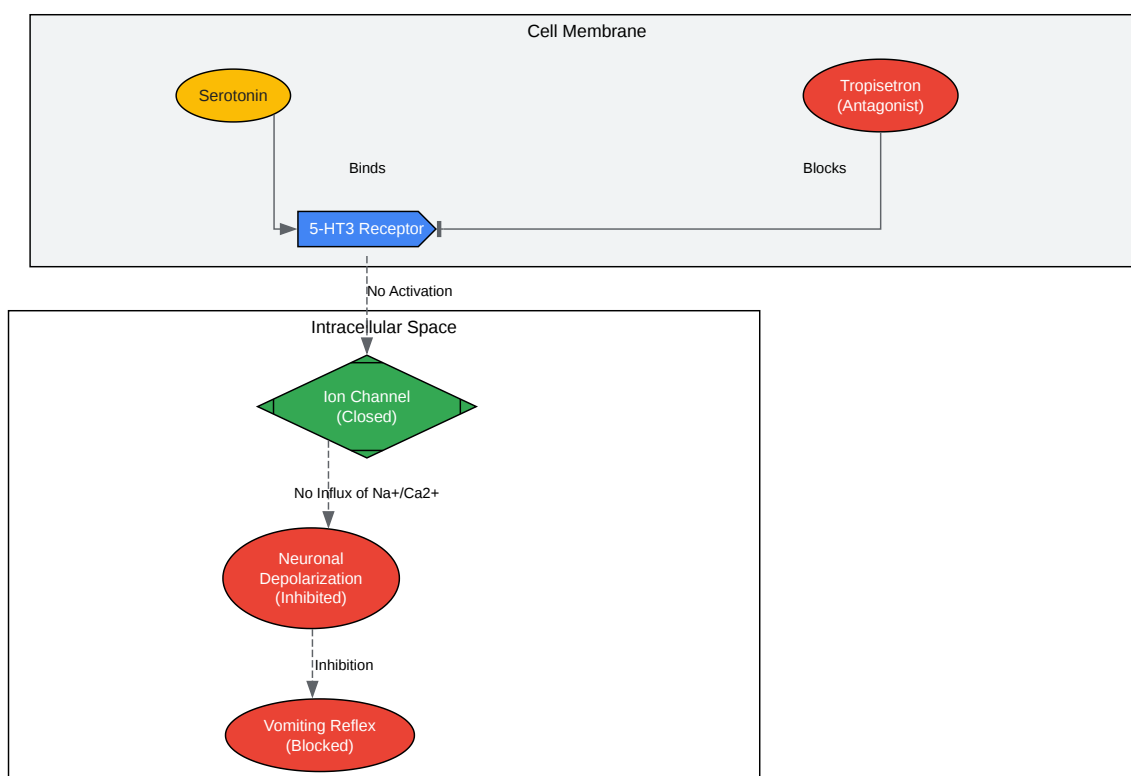 Cell Membrane
Serotonin
Tropisetron
(Antagonist)
Binds
Blocks
5-HT3 Receptor
No Activation
Intracellular Space
Ion Channel
(Closed)
No Influx of Na+/Ca2+
Neuronal
Depolarization
(Inhibited)
Inhibition
Vomiting Reflex
(Blocked)